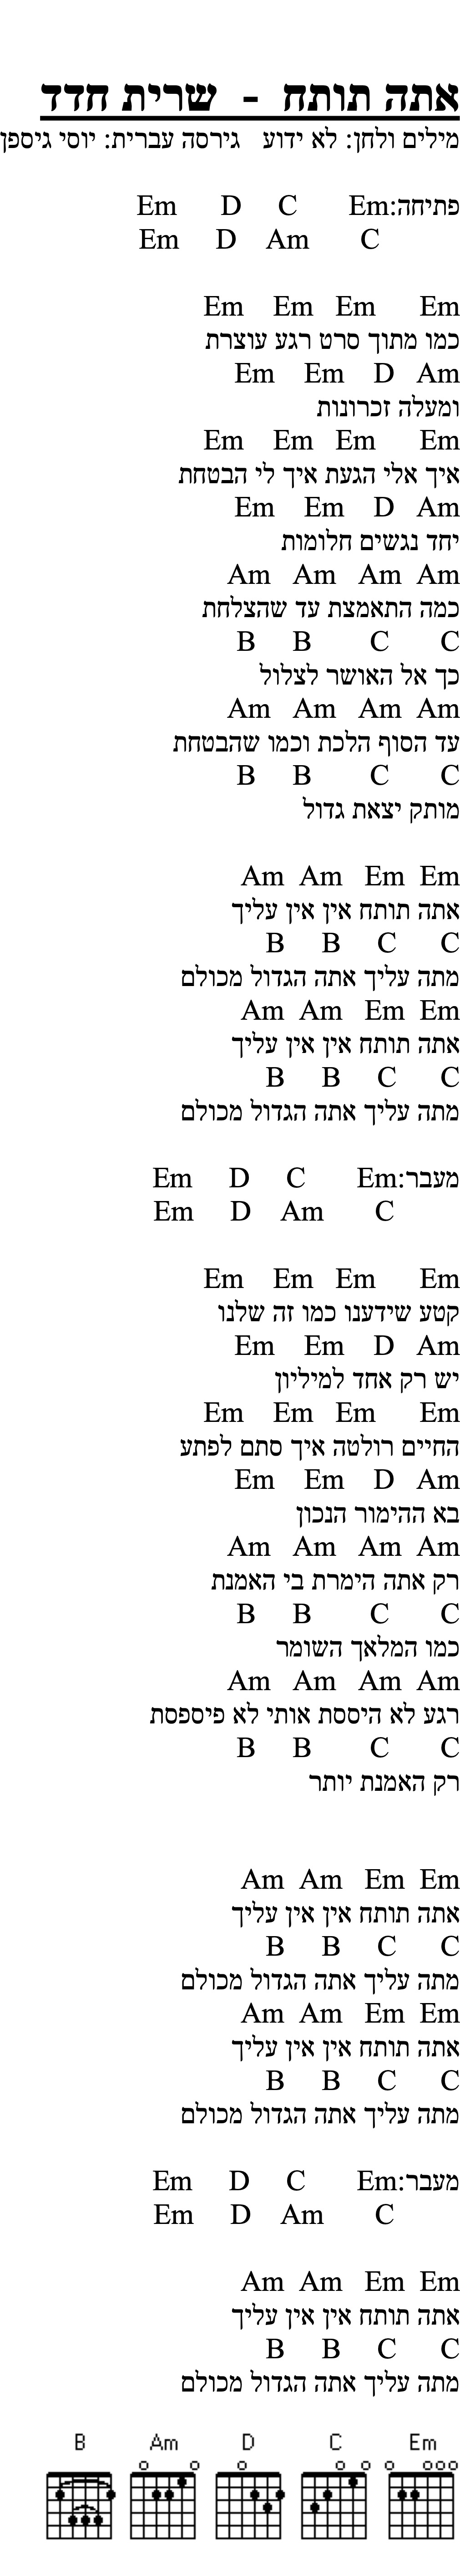 אתה תותח - שרית חדד
מילים ולחן: לא ידוע גירסה עברית: יוסי גיספן
פתיחה: Em C D Em
C Am D Em
Em Em Em Em
כמו מתוך סרט רגע עוצרת
Am D Em Em
ומעלה זכרונות
Em Em Em Em
איך אלי הגעת איך לי הבטחת
Am D Em Em
יחד נגשים חלומות
Am Am Am Am
כמה התאמצת עד שהצלחת
C C B B
כך אל האושר לצלול
Am Am Am Am
עד הסוף הלכת וכמו שהבטחת
C C B B
מותק יצאת גדול
Em Em Am Am
אתה תותח אין אין עליך
C C B B
מתה עליך אתה הגדול מכולם
Em Em Am Am
אתה תותח אין אין עליך
C C B B
מתה עליך אתה הגדול מכולם
מעבר: Em C D Em
C Am D Em
Em Em Em Em
קטע שידענו כמו זה שלנו
Am D Em Em
יש רק אחד למיליון
Em Em Em Em
החיים רולטה איך סתם לפתע
Am D Em Em
בא ההימור הנכון
Am Am Am Am
רק אתה הימרת בי האמנת
C C B B
כמו המלאך השומר
Am Am Am Am
רגע לא היססת אותי לא פיספסת
C C B B
רק האמנת יותר
Em Em Am Am
אתה תותח אין אין עליך
C C B B
מתה עליך אתה הגדול מכולם
Em Em Am Am
אתה תותח אין אין עליך
C C B B
מתה עליך אתה הגדול מכולם
מעבר: Em C D Em
C Am D Em
Em Em Am Am
אתה תותח אין אין עליך
C C B B
מתה עליך אתה הגדול מכולם
Em C D Am B